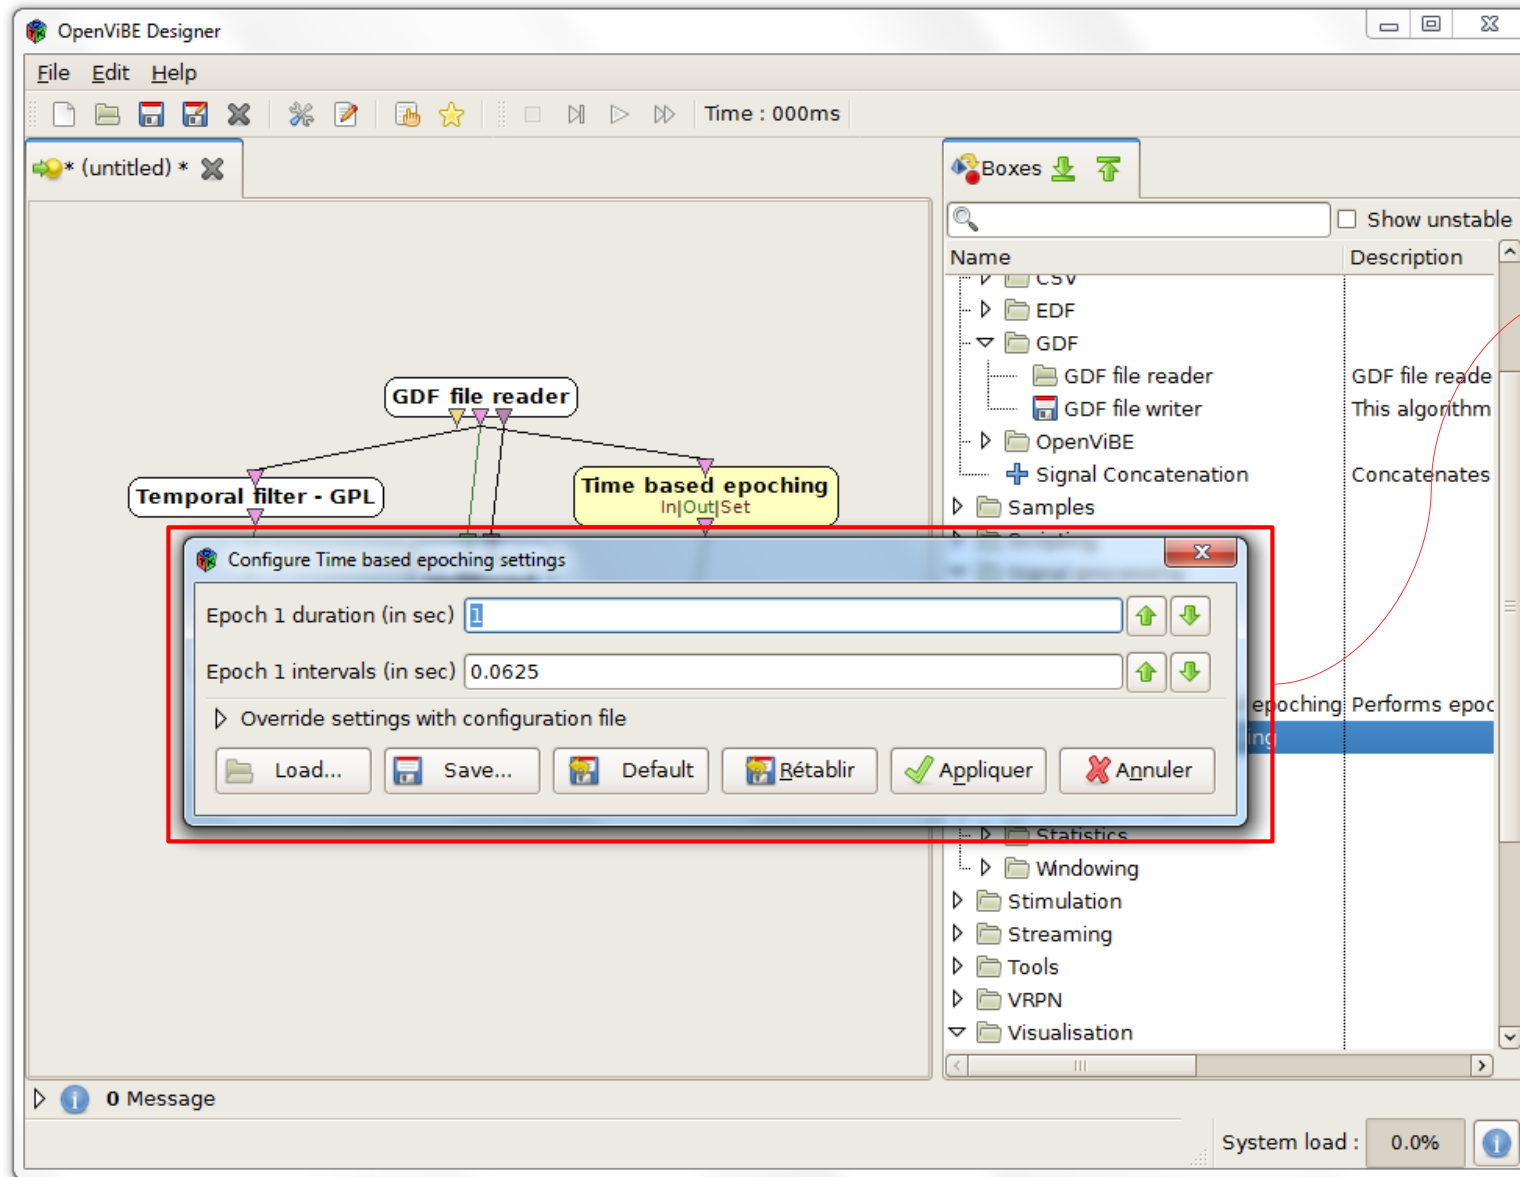 OpenViBE Designer
File Edit Help
Time : 000ms
* (untitled) *
Boxes
Show unstable
Name Description
CSV
EDF
GDF
GDF file reader GDF file reade
GDF file writer This algorithm
OpenViBE
Signal Concatenation Concatenates
Samples
Scripting
Signal processing
epoching Performs epoc
ing
Statistics
Windowing
Stimulation
Streaming
Tools
VRPN
Visualisation
GDF file reader
Temporal filter - GPL
Time based epoching
In|Out|Set
Configure Time based epoching settings
Epoch 1 duration (in sec) 1
Epoch 1 intervals (in sec) 0.0625
Override settings with configuration file
Load... Save... Default Rétablir Appliquer Annuler
0 Message
System load : 0.0%